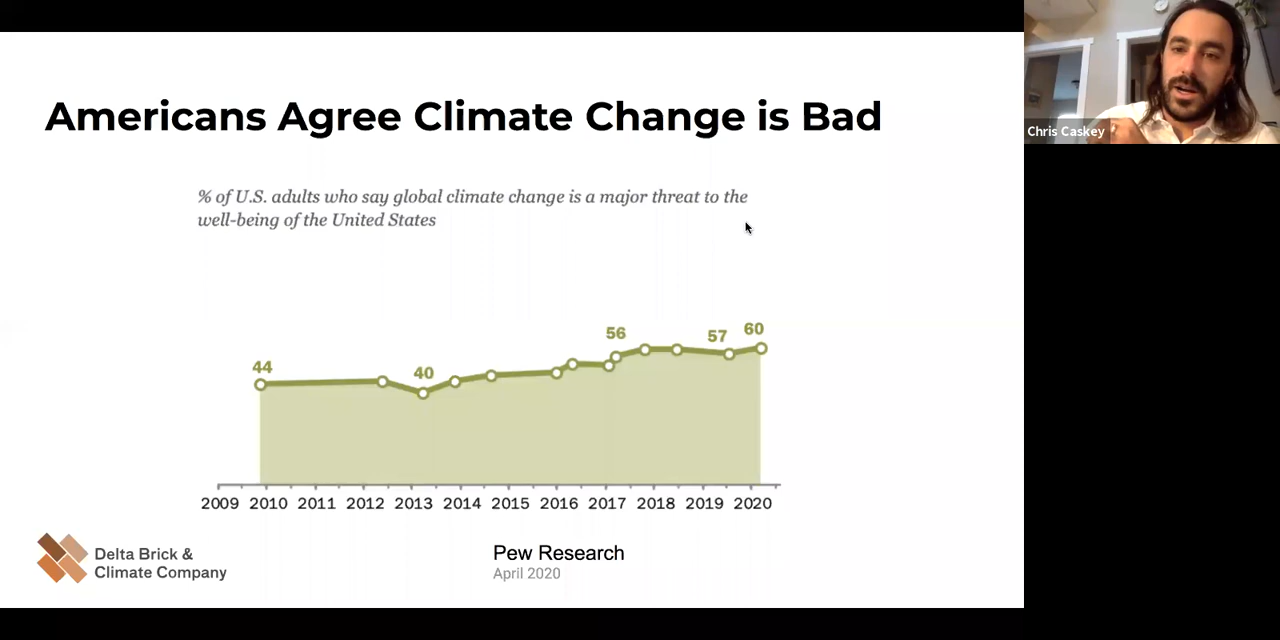 Americans Agree Climate Change is Bad
Chris Caskey
% of U.S. adults who say global climate change is a major threat to the
well-being of the United States
44
40
56
57
60
2009 2010 2011 2012 2013 2014 2015 2016 2017 2018 2019 2020
Delta Brick &
Climate Company
Pew Research
April 2020